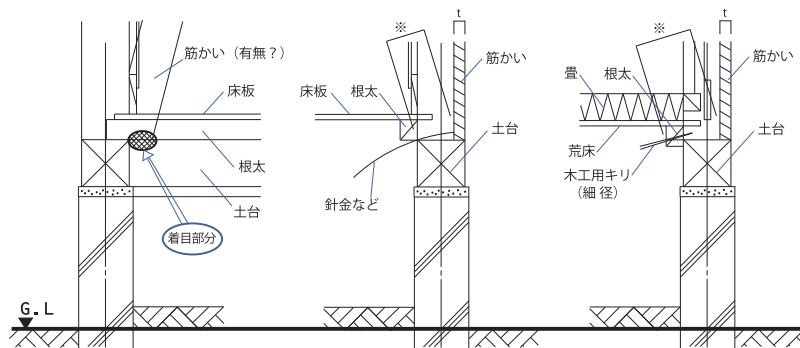 筋かい(有無?)
床板
根太
土台
着目部分
G.L
※
t
筋かい
床板
根太
土台
針金など
※
t
筋かい
畳
根太
土台
荒床
木工用キリ
(細 径)